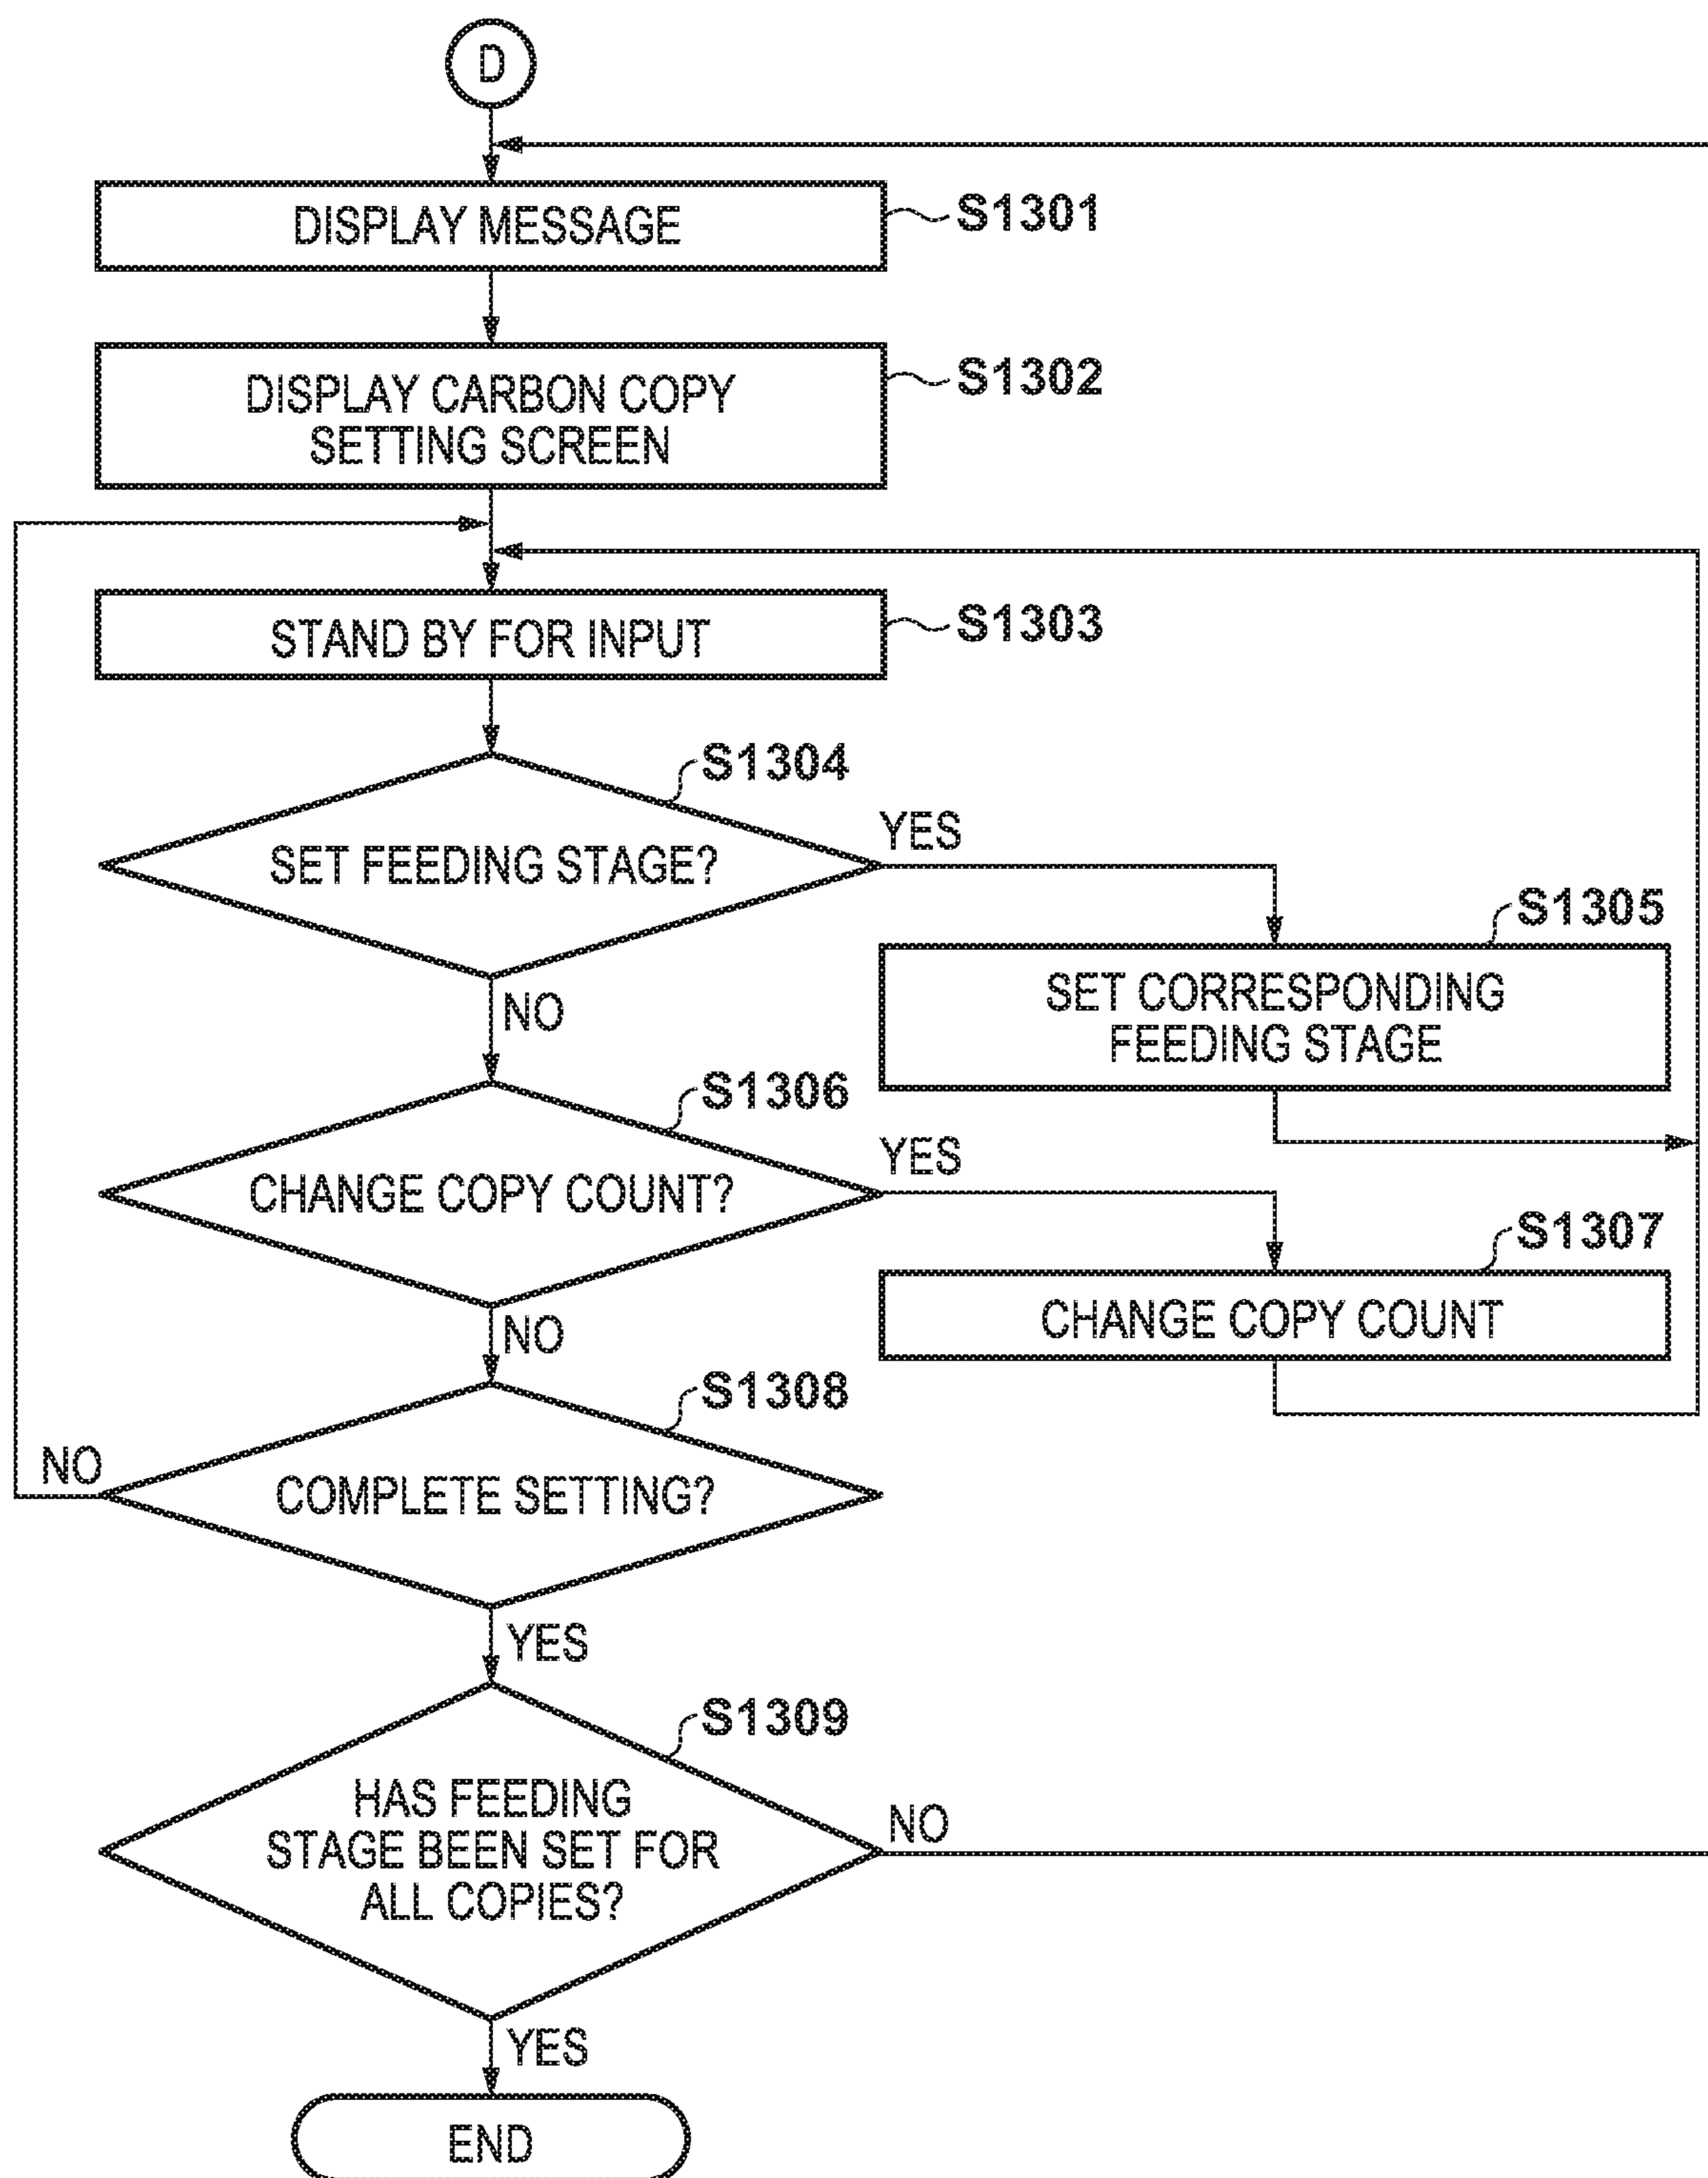 D
DISPLAY MESSAGE
S1301
DISPLAY CARBON COPY
SETTING SCREEN
S1302
STAND BY FOR INPUT
S1303
S1304
SET FEEDING STAGE?
YES
NO
S1305
SET CORRESPONDING
FEEDING STAGE
S1306
CHANGE COPY COUNT?
YES
NO
S1307
CHANGE COPY COUNT
S1308
COMPLETE SETTING?
NO
YES
S1309
HAS FEEDING
STAGE BEEN SET FOR
ALL COPIES?
NO
YES
END